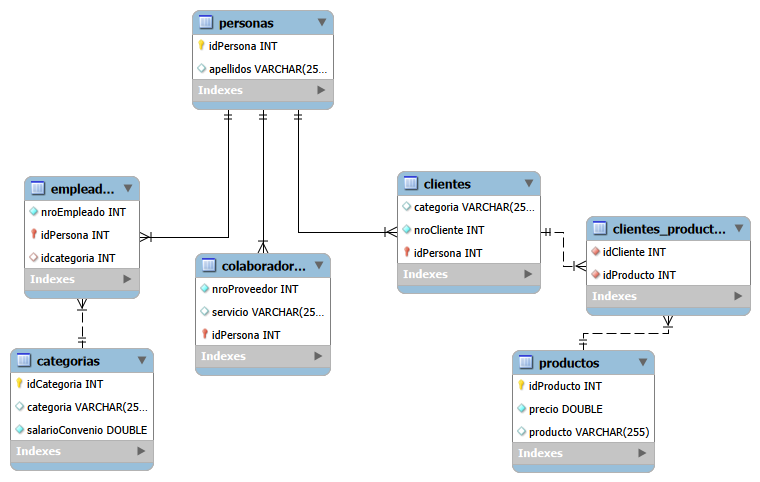 personas
idPersona INT
apellidos VARCHAR(25...
Indexes
emplead...
nroEmpleado INT
idPersona INT
idcategoria INT
Indexes
colaborador...
nroProveedor INT
servicio VARCHAR(25...
idPersona INT
Indexes
clientes
categoria VARCHAR(25...
nroCliente INT
idPersona INT
Indexes
clientes_product...
idCliente INT
idProducto INT
Indexes
categorias
idCategoria INT
categoria VARCHAR(25...
salarioConvenio DOUBLE
Indexes
productos
idProducto INT
precio DOUBLE
producto VARCHAR(255)
Indexes